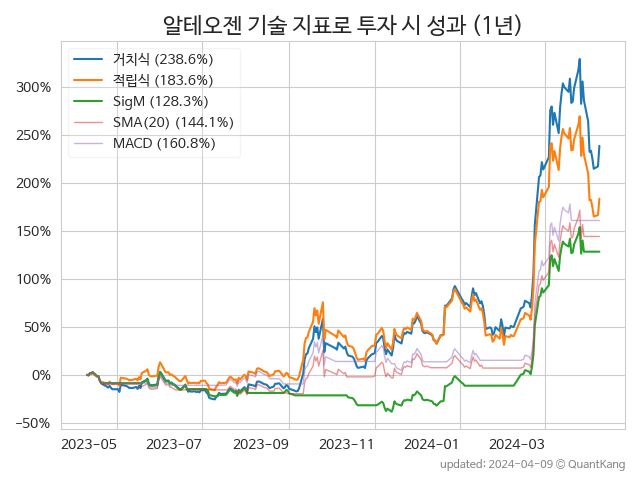 알테오젠 기술 지표로 투자 시 성과 (1년)
거치식 (238.6%)
적립식 (183.6%)
SigM (128.3%)
SMA(20) (144.1%)
MACD (160.8%)
300%
250%
200%
150%
100%
50%
0%
−50%
2023-05 2023-07 2023-09 2023-11 2024-01 2024-03
updated: 2024-04-09 © QuantKang